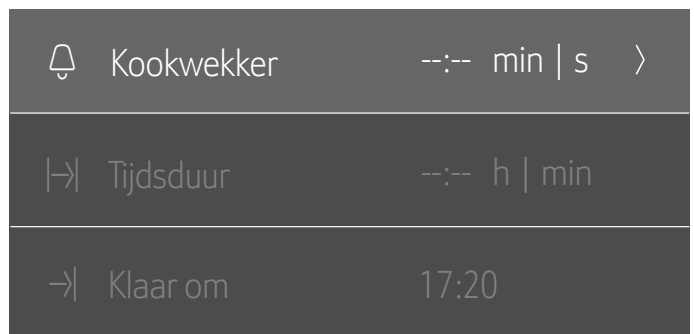 Kookwekker --:-- min | s
Tijdsduur --:-- h | min
Klaar om 17:20